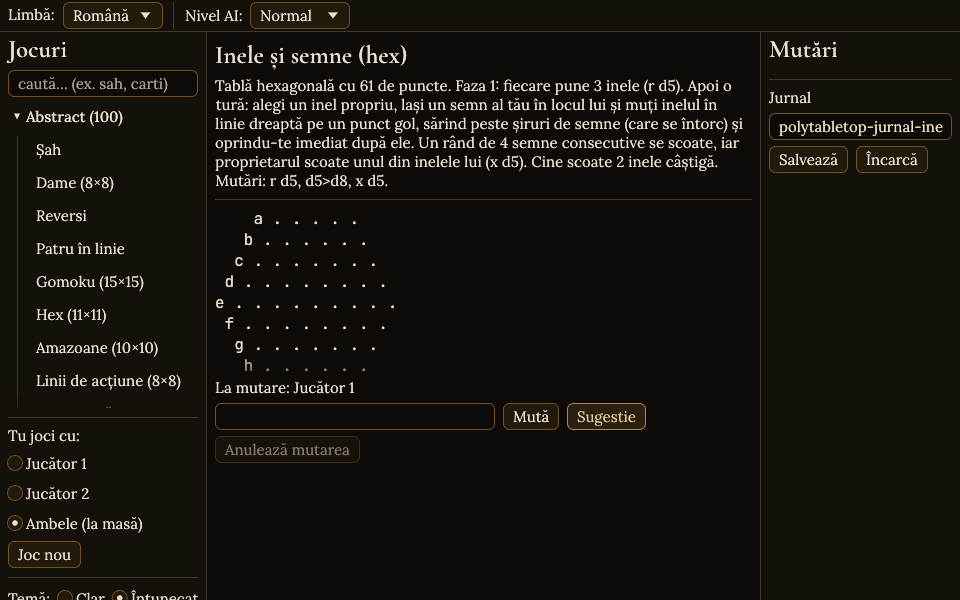 Limbă: Română ▼ Nivel AI: Normal ▼
Jocuri
caută... (ex. sah, carti)
▼ Abstract (100)
Șah
Dame (8×8)
Reversi
Patru în linie
Gomoku (15×15)
Hex (11×11)
Amazoane (10×10)
Linii de acțiune (8×8)
Tu joci cu:
Jucător 1
Jucător 2
Ambele (la masă)
Joc nou
Temă: Clar Întunecat
Inele și semne (hex)
Tablă hexagonală cu 61 de puncte. Faza 1: fiecare pune 3 inele (r d5). Apoi o
tură: alegi un inel propriu, lași un semn al tău în locul lui și muți inelul în
linie dreaptă pe un punct gol, sărind peste șiruri de semne (care se întorc) și
oprindu-te imediat după ele. Un rând de 4 semne consecutive se scoate, iar
proprietarul scoate unul din inelele lui (x d5). Cine scoate 2 inele câștigă.
Mutări: r d5, d5>d8, x d5.
a . . . . .
b . . . . . .
c . . . . . . .
d . . . . . . . .
e . . . . . . . . .
f . . . . . . . .
g . . . . . . .
h . . . . . .
La mutare: Jucător 1
Mută Sugestie
Anulează mutarea
Mutări
Jurnal
polytabletop-jurnal-ine
Salvează Încarcă